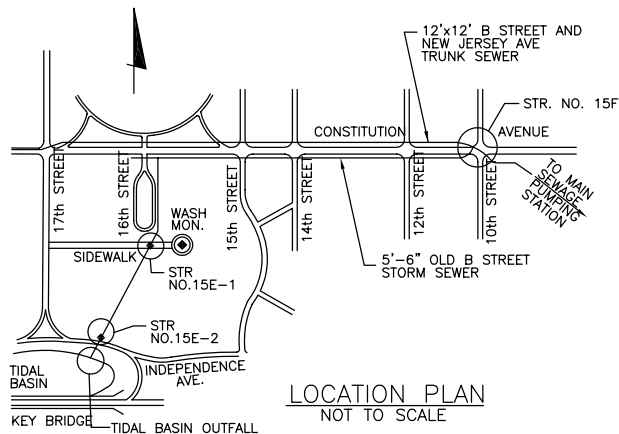 12'x12' B STREET AND
NEW JERSEY AVE
TRUNK SEWER
STR. NO. 15F
CONSTITUTION
AVENUE
17th STREET
16th STREET
15th STREET
14th STREET
12th STREET
10th STREET
TO MAIN
SEWAGE
PUMPING
STATION
WASH
MON.
SIDEWALK
STR
NO.15E-1
5'-6" OLD B STREET
STORM SEWER
STR
NO.15E-2
INDEPENDENCE
AVE.
TIDAL
BASIN
KEY BRIDGE
TIDAL BASIN OUTFALL
LOCATION PLAN
NOT TO SCALE